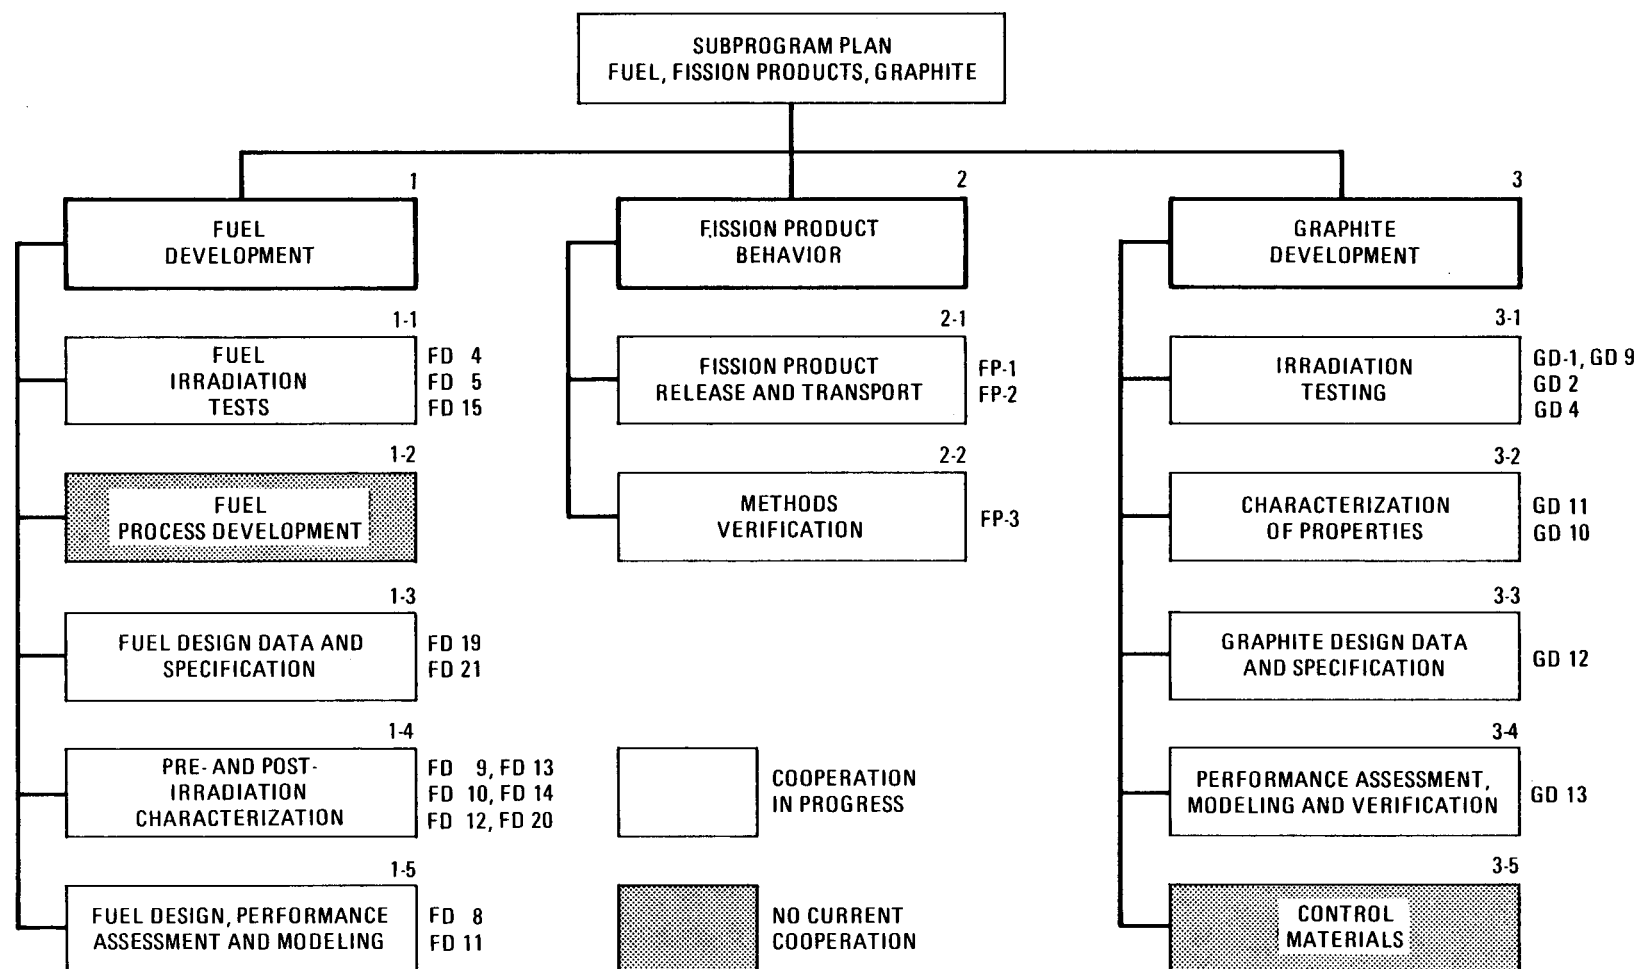 SUBPROGRAM PLAN
FUEL, FISSION PRODUCTS, GRAPHITE
1
FUEL
DEVELOPMENT
1-1
FUEL
IRRADIATION
TESTS
FD 4
FD 5
FD 15
1-2
FUEL
PROCESS DEVELOPMENT
1-3
FUEL DESIGN DATA AND
SPECIFICATION
FD 19
FD 21
1-4
PRE- AND POST-
IRRADIATION
CHARACTERIZATION
FD 9, FD 13
FD 10, FD 14
FD 12, FD 20
1-5
FUEL DESIGN, PERFORMANCE
ASSESSMENT AND MODELING
FD 8
FD 11
2
FISSION PRODUCT
BEHAVIOR
2-1
FISSION PRODUCT
RELEASE AND TRANSPORT
FP-1
FP-2
2-2
METHODS
VERIFICATION
FP-3
COOPERATION
IN PROGRESS
NO CURRENT
COOPERATION
3
GRAPHITE
DEVELOPMENT
3-1
IRRADIATION
TESTING
GD-1, GD 9
GD 2
GD 4
3-2
CHARACTERIZATION
OF PROPERTIES
GD 11
GD 10
3-3
GRAPHITE DESIGN DATA
AND SPECIFICATION
GD 12
3-4
PERFORMANCE ASSESSMENT,
MODELING AND VERIFICATION
GD 13
3-5
CONTROL
MATERIALS